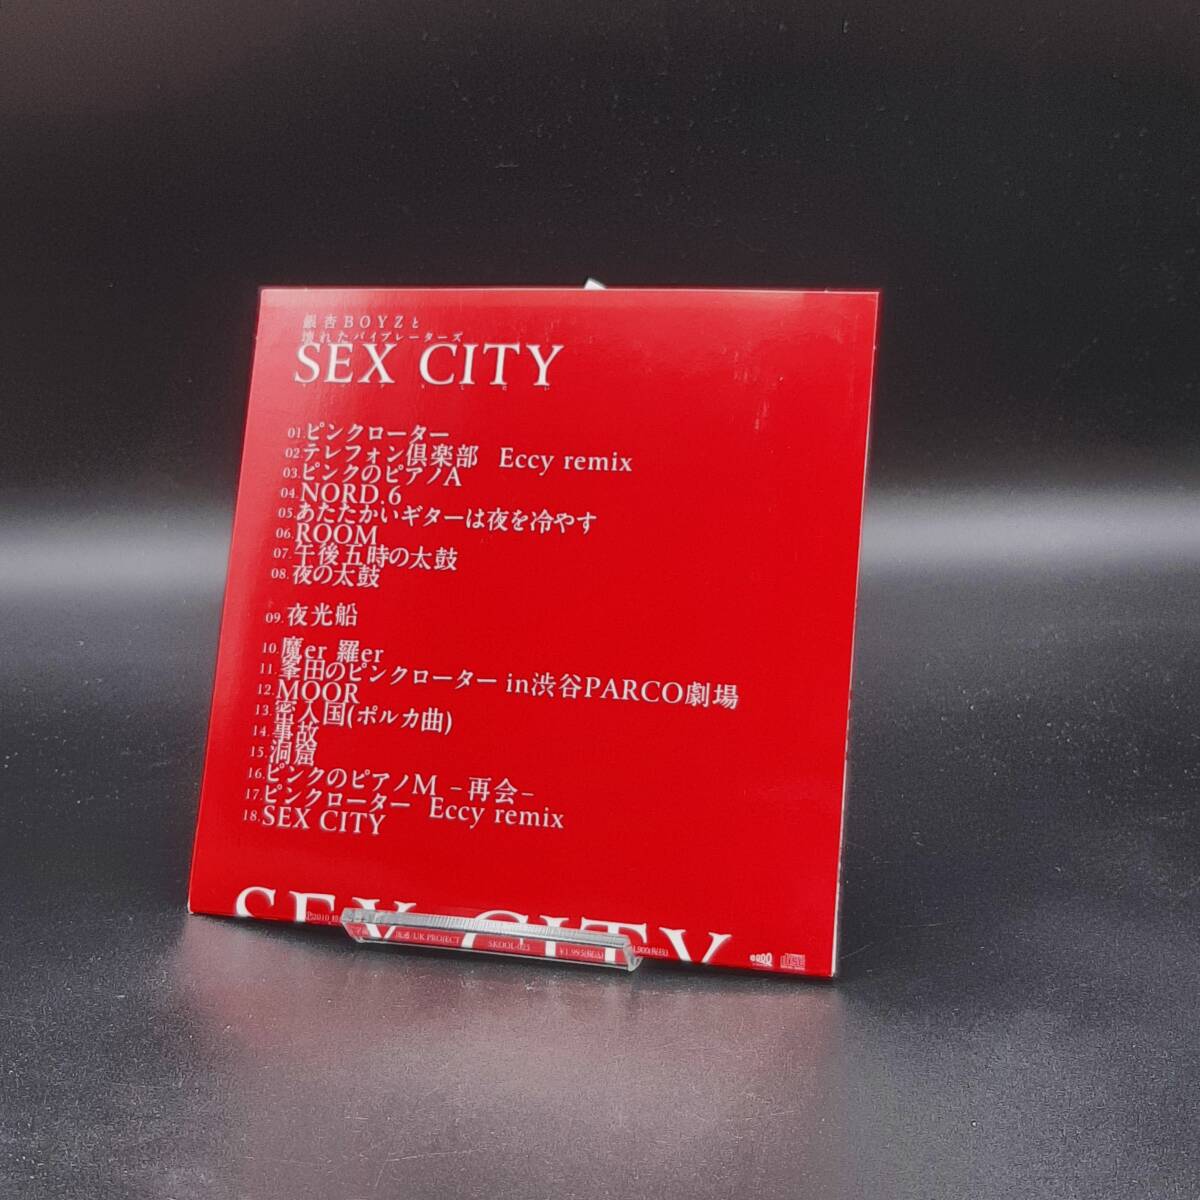 銀杏BOYZと
壊れたバイブレーターズ
SEX CITY
01.ピンクローター
02.テレフォン倶楽部 Eccy remix
03.ピンクのピアノA
04.NORD.6
05.あたたかいギターは夜を冷やす
06.ROOM
07.午後五時の太鼓
08.夜の太鼓
09.夜光船
10.魔er 羅er
11.峯田のピンクローター in渋谷PARCO劇場
12.MOOR
13.密入国(ポルカ曲)
14.事故
15.洞窟
16.ピンクのピアノM −再会−
17.ピンクローター Eccy remix
18.SEX CITY
SEX CITY
UK PROJECT SKOOL-023 ¥1,995(税込)